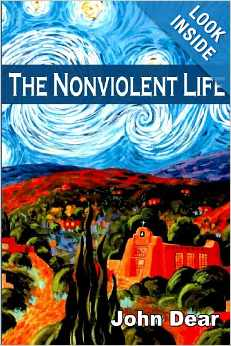 LOOK
INSIDE
THE NONVIOLENT LIFE
John Dear